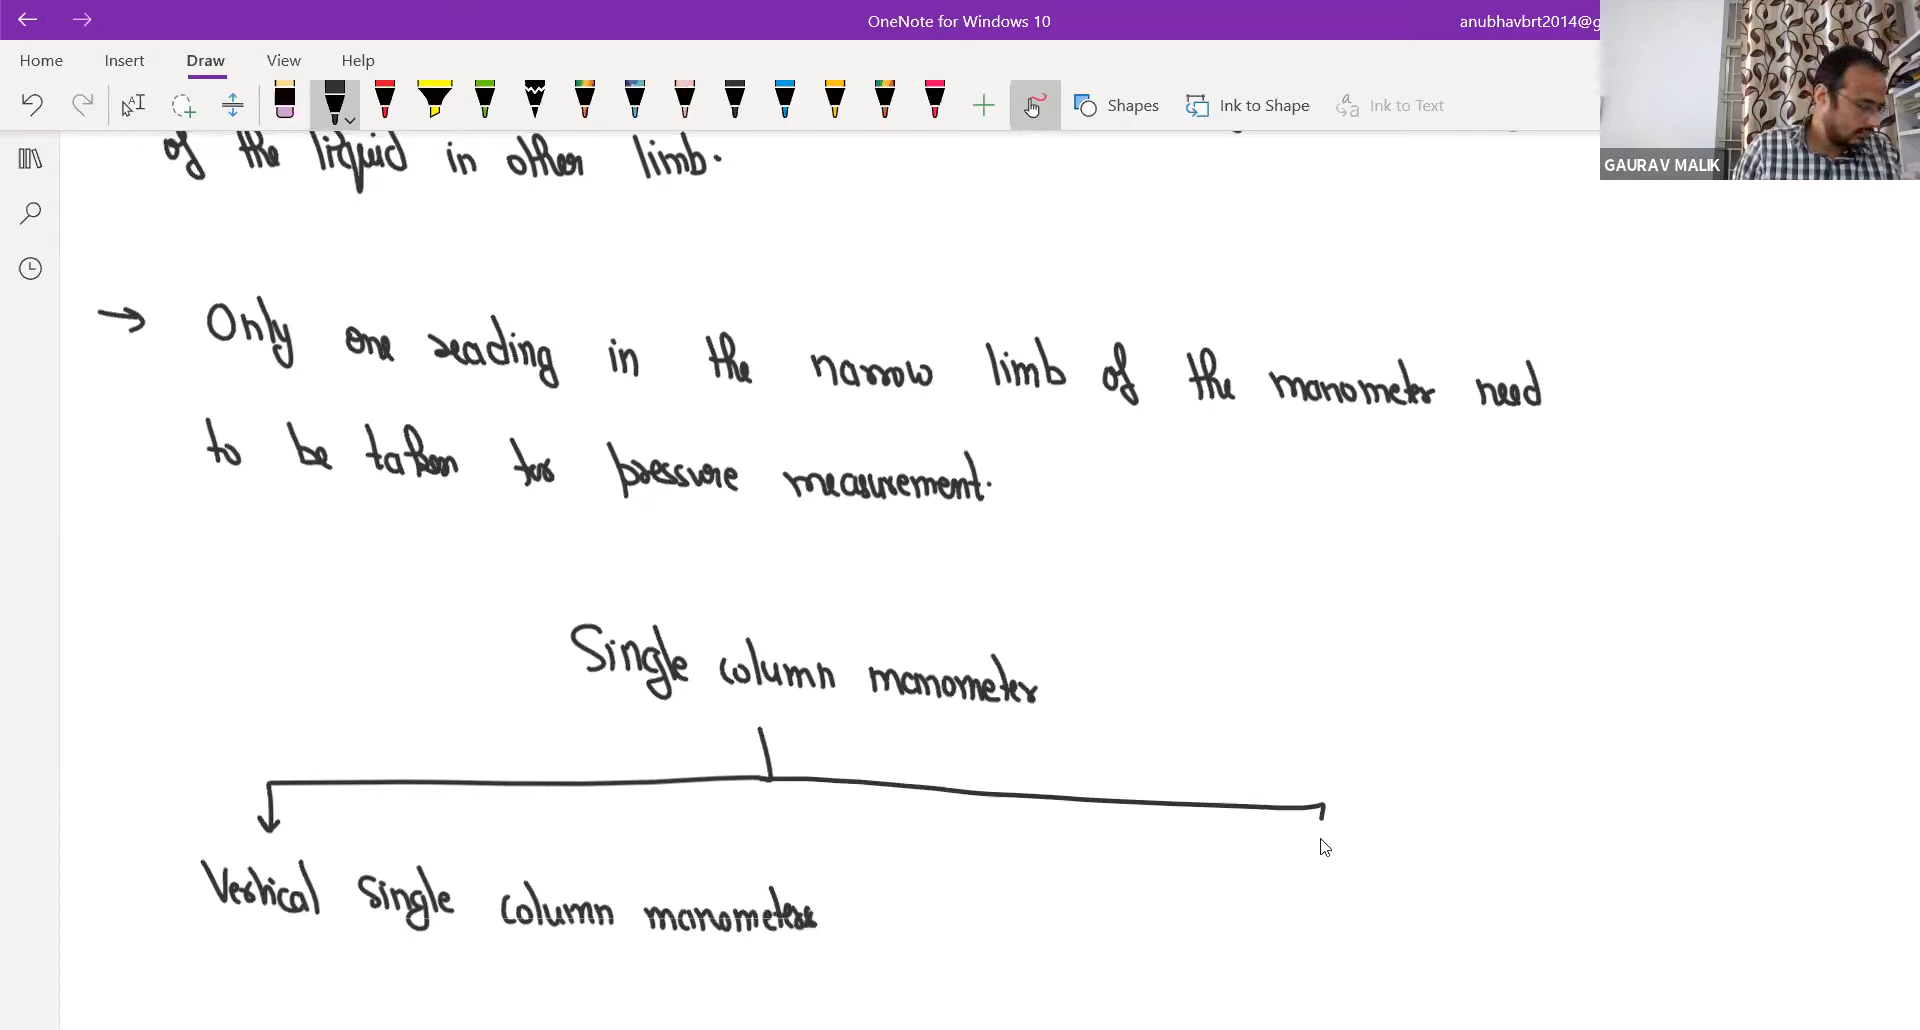 OneNote for Windows 10
anubhavbrt2014@g
Home Insert Draw View Help
Shapes Ink to Shape Ink to Text
GAURAV MALIK
of the liquid in other limb.
→ Only one reading in the narrow limb of the manometer need
to be taken for pressure measurement.
Single column manometer
Vertical single column manometers